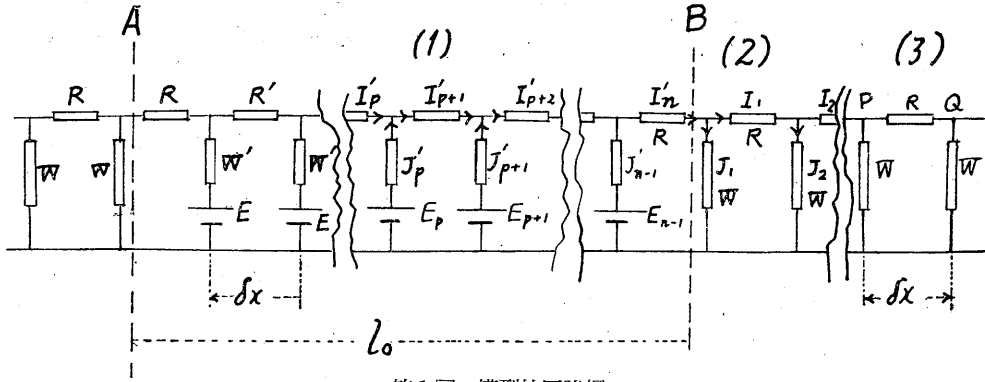 A B
(1) (2) (3)
R R R' I'p I'p+1 I'p+2 I'n R I1 R I2 P R Q
W W W' W' J'p J'p+1 J'n-1 J1 W J2 W W W
E E Ep Ep+1 En-1
δx δx
l0